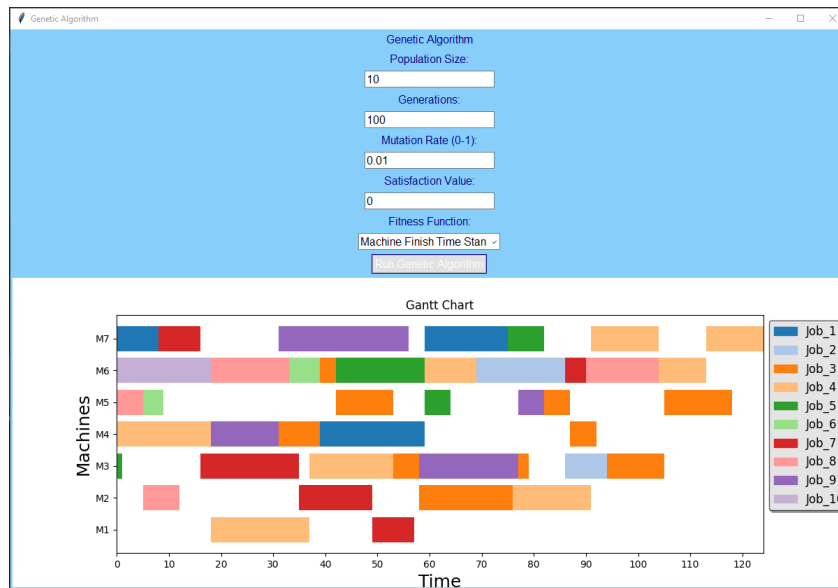 Genetic Algorithm
Genetic Algorithm
Population Size:
10
Generations:
100
Mutation Rate (0-1):
0.01
Satisfaction Value:
0
Fitness Function:
Machine Finish Time Stan
Run Genetic Algorithm
Gantt Chart
Machines
M7
M6
M5
M4
M3
M2
M1
0 10 20 30 40 50 60 70 80 90 100 110 120
Time
Job_1
Job_2
Job_3
Job_4
Job_5
Job_6
Job_7
Job_8
Job_9